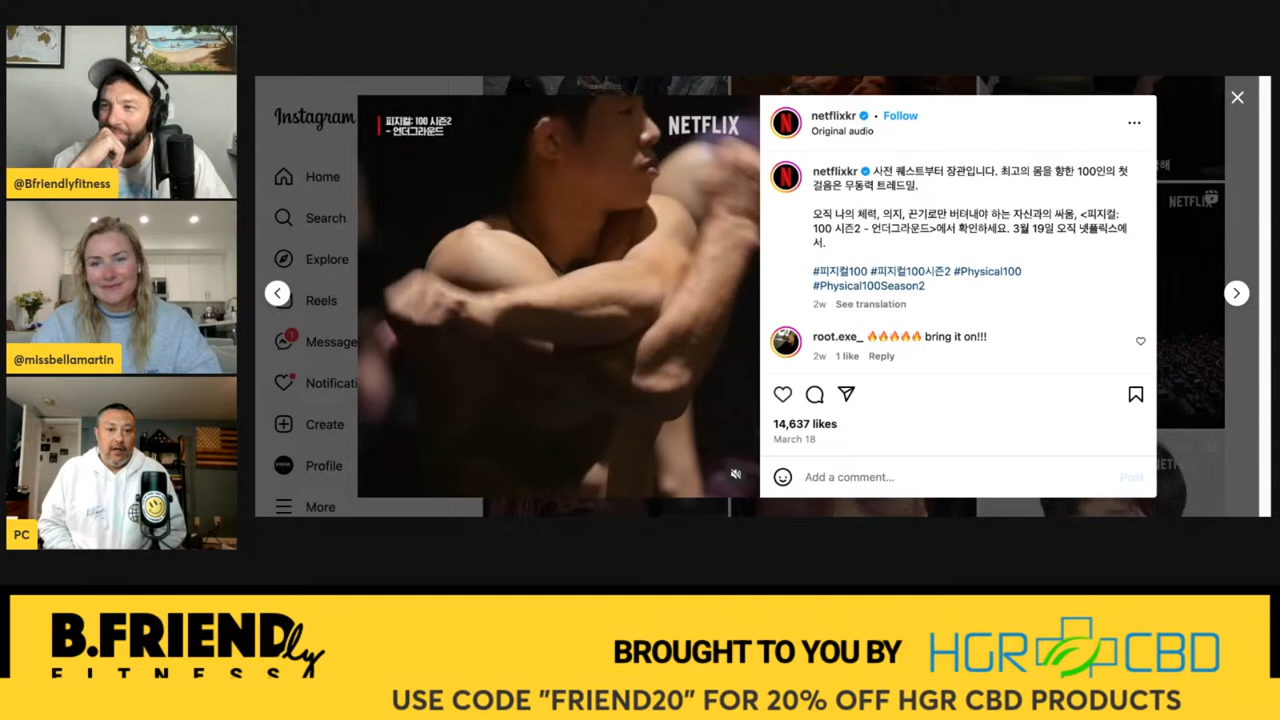 @Bfriendlyfitness
@missbellamartin
PC
Instagram
Home
Search
Explore
Reels
1
Message
Notificati
Create
Profile
More
피지컬: 100 시즌2
- 언더그라운드
NETFLIX
netflixkr • Follow
Original audio
netflixkr 사전 퀘스트부터 장관입니다. 최고의 몸을 향한 100인의 첫
걸음은 무동력 트레드밀.
오직 나의 체력, 의지, 끈기로만 버텨내야 하는 자신과의 싸움, <피지컬:
100 시즌2 - 언더그라운드>에서 확인하세요. 3월 19일 오직 넷플릭스에
서.
#피지컬100 #피지컬100시즌2 #Physical100
#Physical100Season2
2w See translation
root.exe_ 🔥🔥🔥🔥🔥 bring it on!!!
2w 1 like Reply
14,637 likes
March 18
Add a comment...
Post
B.FRIENDly
FITNESS
BROUGHT TO YOU BY
HGR CBD
USE CODE "FRIEND20" FOR 20% OFF HGR CBD PRODUCTS